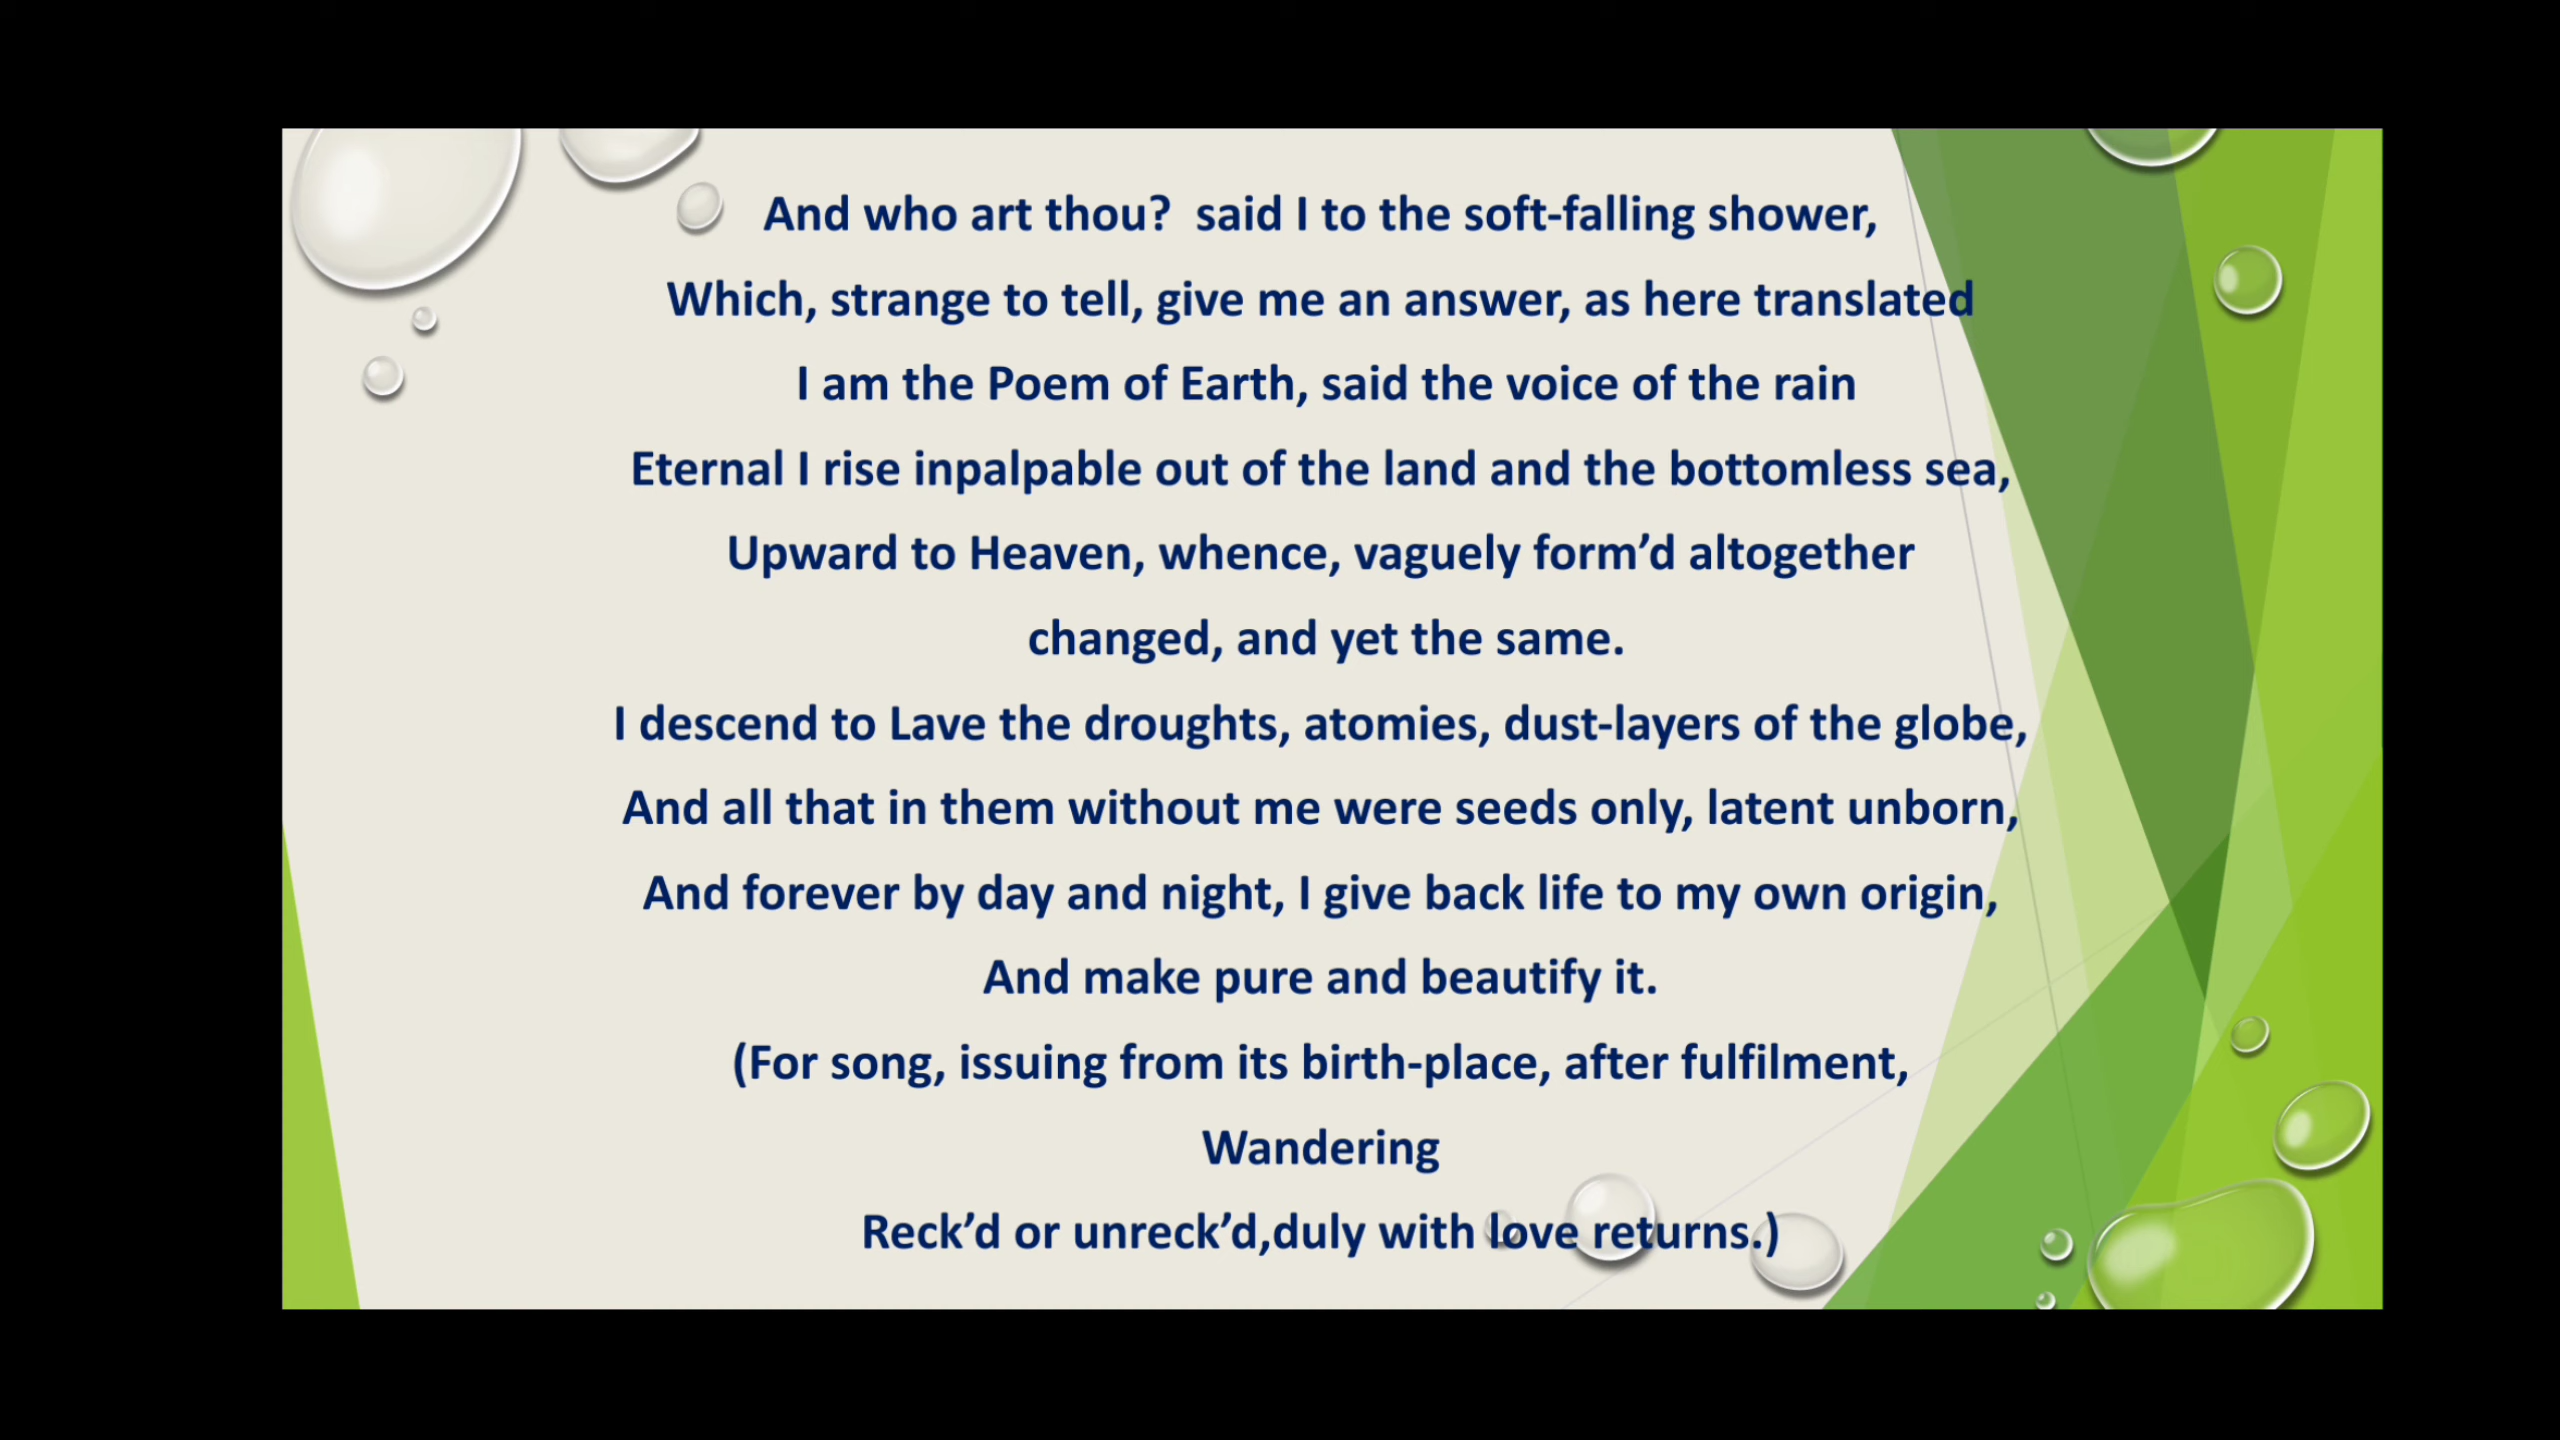 And who art thou?  said I to the soft-falling shower,
Which, strange to tell, give me an answer, as here translated
I am the Poem of Earth, said the voice of the rain
Eternal I rise inpalpable out of the land and the bottomless sea,
Upward to Heaven, whence, vaguely form’d altogether
changed, and yet the same.
I descend to Lave the droughts, atomies, dust-layers of the globe,
And all that in them without me were seeds only, latent unborn,
And forever by day and night, I give back life to my own origin,
And make pure and beautify it.
(For song, issuing from its birth-place, after fulfilment,
Wandering
Reck’d or unreck’d,duly with love returns.)